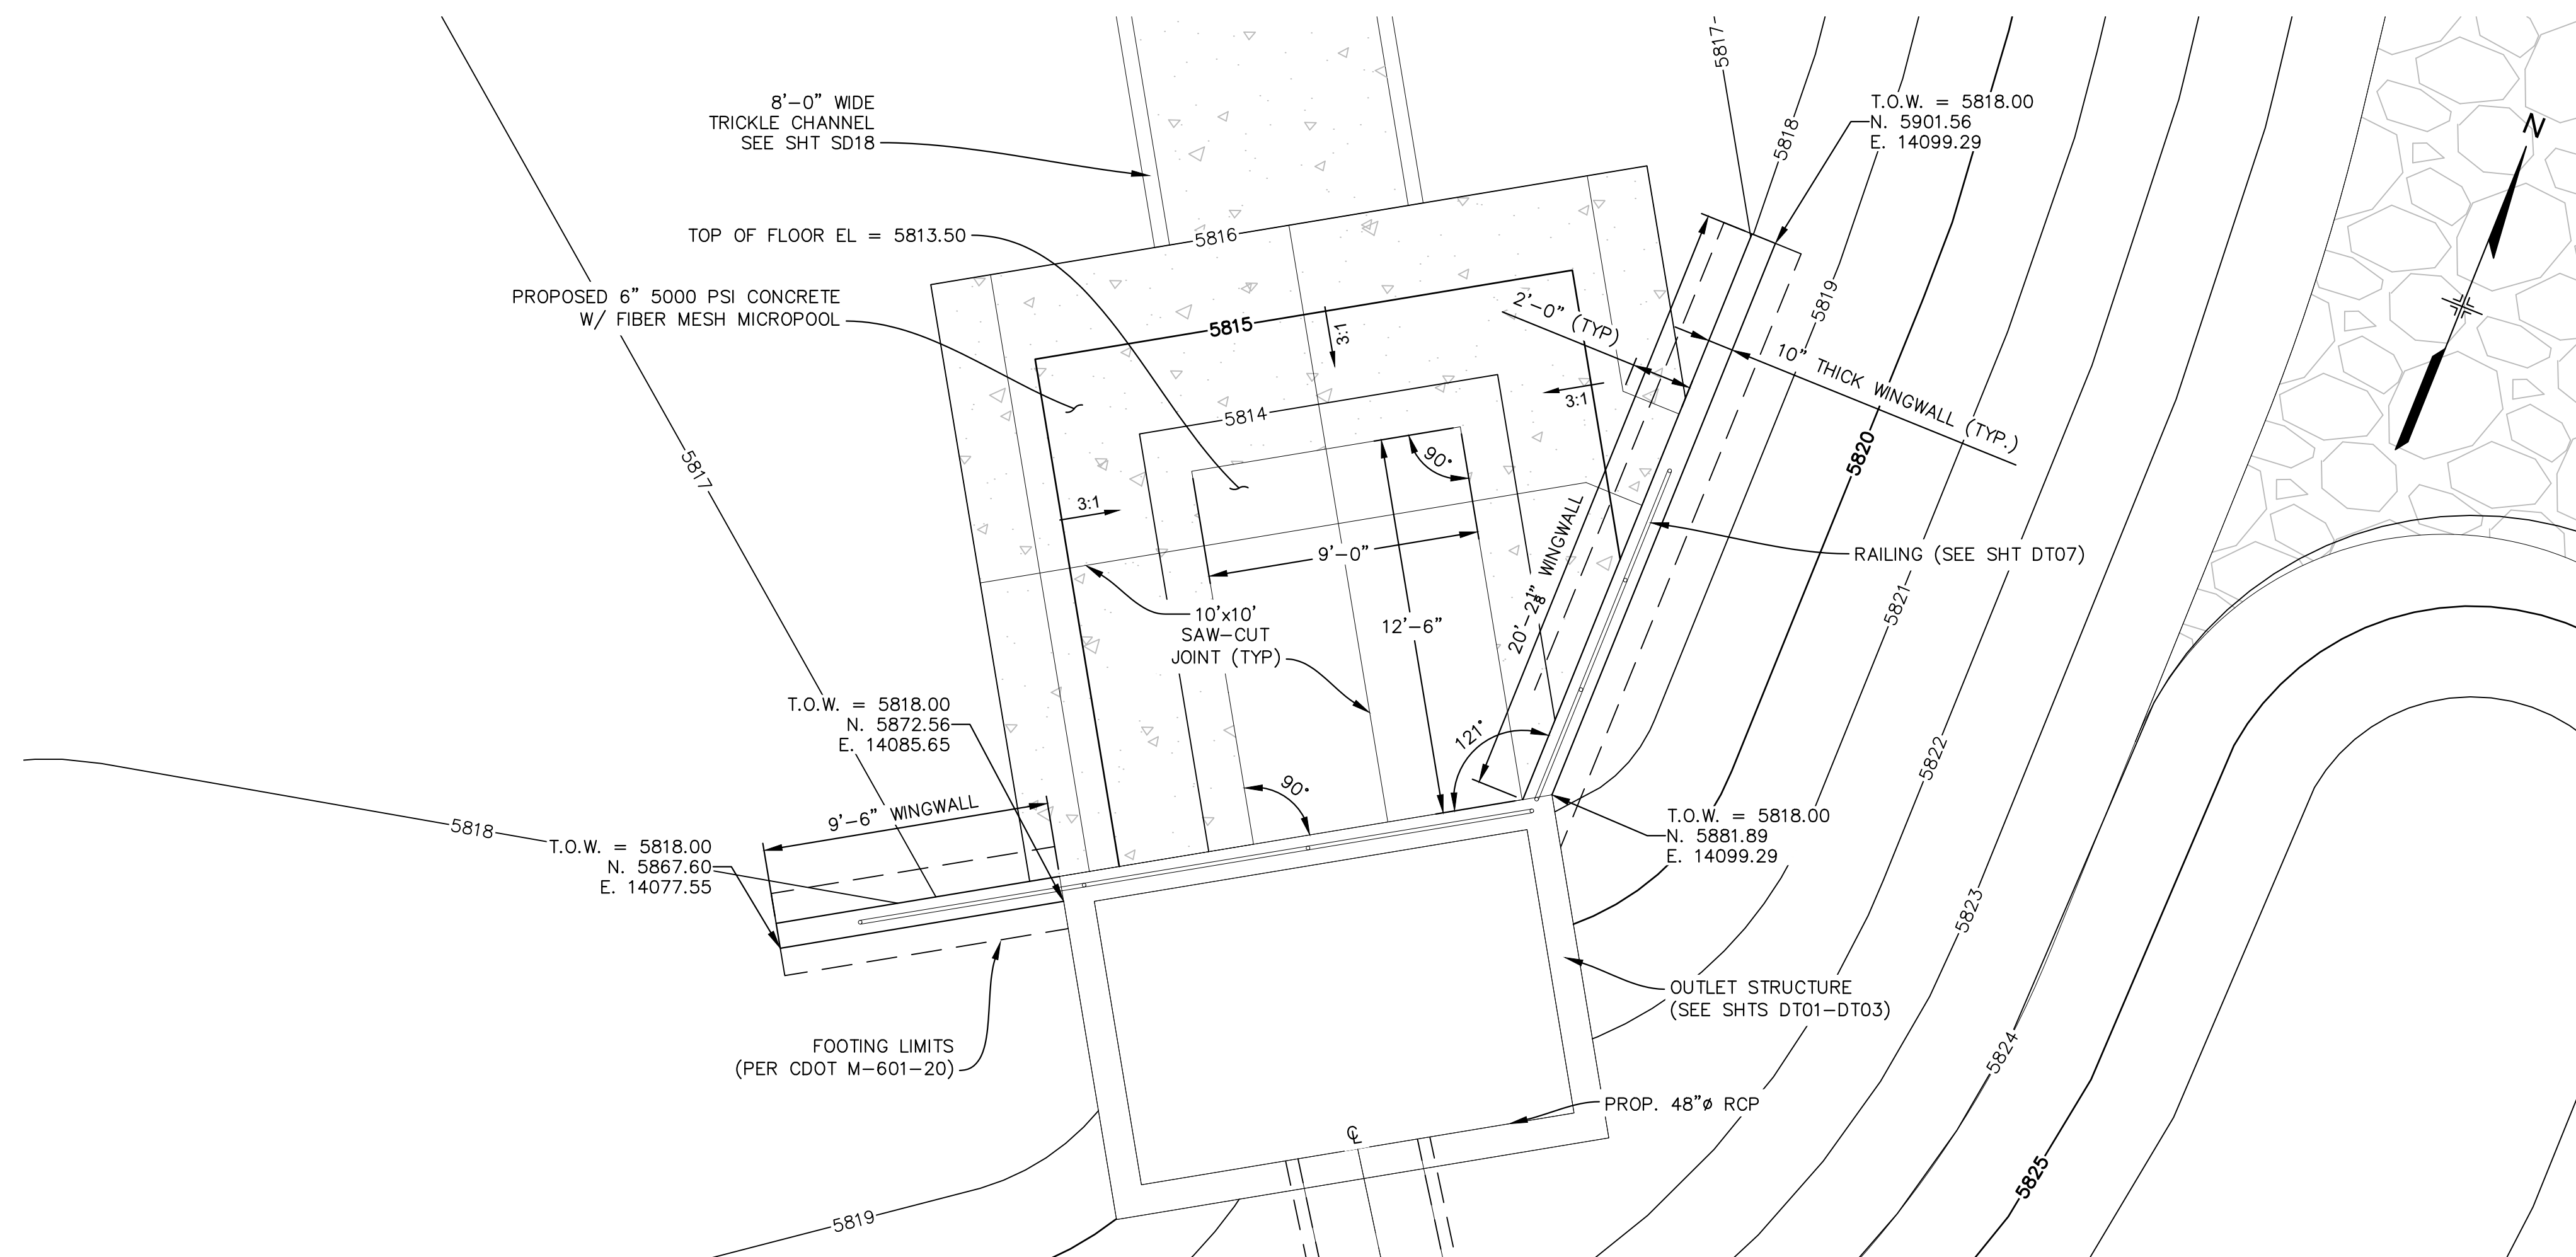 5817
8'-0" WIDE
TRICKLE CHANNEL
SEE SHT SD18
T.O.W. = 5818.00
N. 5901.56
E. 14099.29
N
5818
TOP OF FLOOR EL = 5813.50
5816
PROPOSED 6" 5000 PSI CONCRETE
W/ FIBER MESH MICROPOOL
5815
3:1
2'-0" (TYP)
5819
10" THICK WINGWALL (TYP.)
3:1
5814
5820
90°
5817
3:1
9'-0"
20'-2⅛" WINGWALL
RAILING (SEE SHT DT07)
10'x10'
SAW-CUT
JOINT (TYP)
12'-6"
5821
T.O.W. = 5818.00
N. 5872.56
E. 14085.65
121°
5822
90°
9'-6" WINGWALL
5818
T.O.W. = 5818.00
N. 5867.60
E. 14077.55
T.O.W. = 5818.00
N. 5881.89
E. 14099.29
5823
OUTLET STRUCTURE
(SEE SHTS DT01-DT03)
FOOTING LIMITS
(PER CDOT M-601-20)
5824
PROP. 48"ø RCP
℄
5825
5819